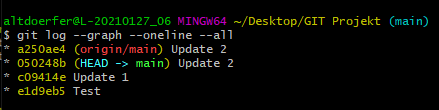 altdoerfer@L-20210127_06 MINGW64 ~/Desktop/GIT Projekt (main)
$ git log --graph --oneline --all
* a250ae4 (origin/main) Update 2
* 050248b (HEAD -> main) Update 2
* c09414e Update 1
* e1d9eb5 Test